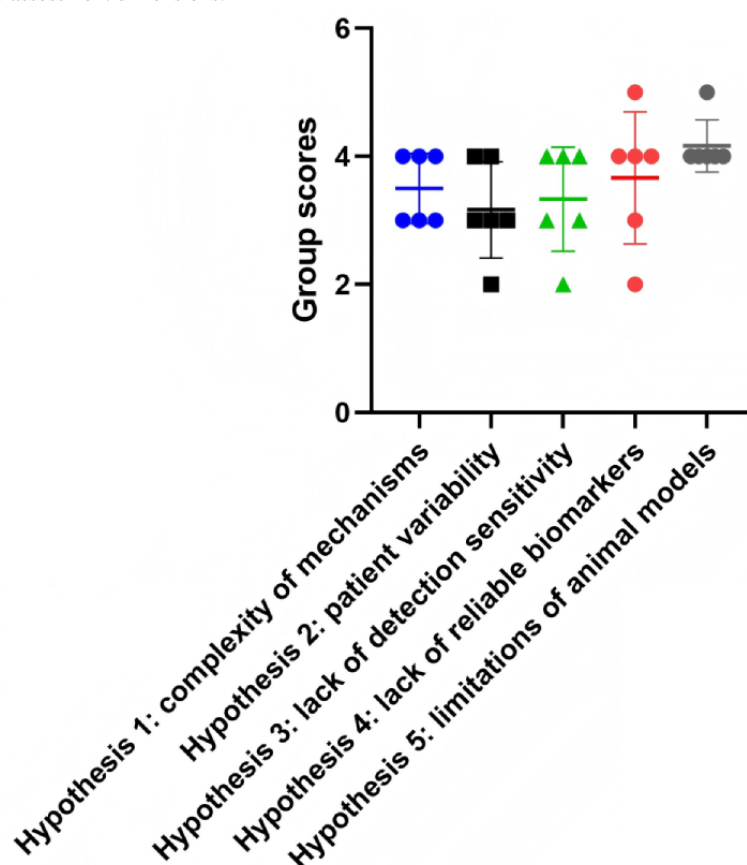 6
4
2
0
Group scores
Hypothesis 1: complexity of mechanisms
Hypothesis 2: patient variability
Hypothesis 3: lack of detection sensitivity
Hypothesis 4: lack of reliable biomarkers
Hypothesis 5: limitations of animal models